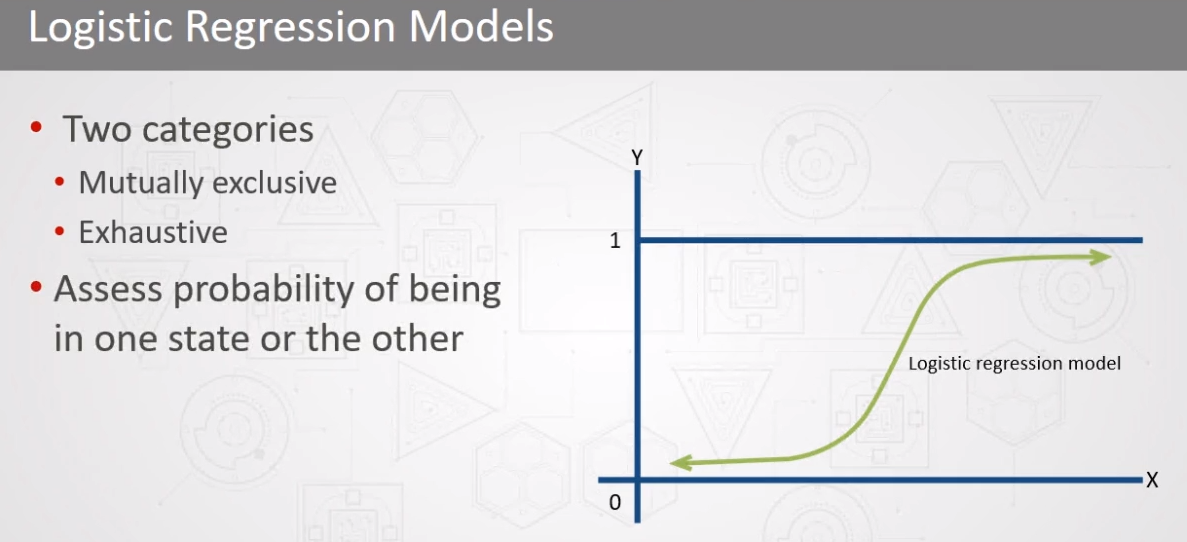 Logistic Regression Models
• Two categories
• Mutually exclusive
• Exhaustive
• Assess probability of being
in one state or the other
Y
1
Logistic regression model
X
0